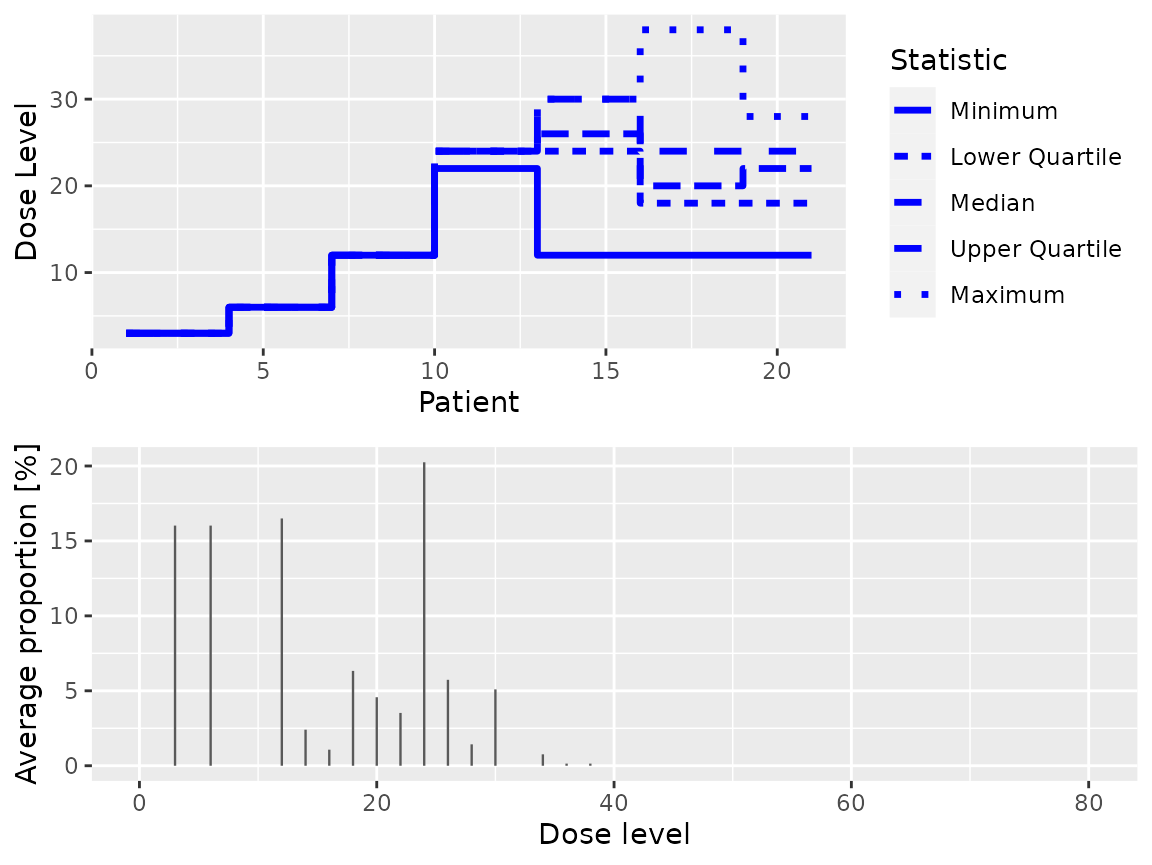 Dose Level
30
20
10
0 5 10 15 20
Patient
Statistic
Minimum
Lower Quartile
Median
Upper Quartile
Maximum
Average proportion [%]
20
15
10
5
0
0 20 40 60 80
Dose level